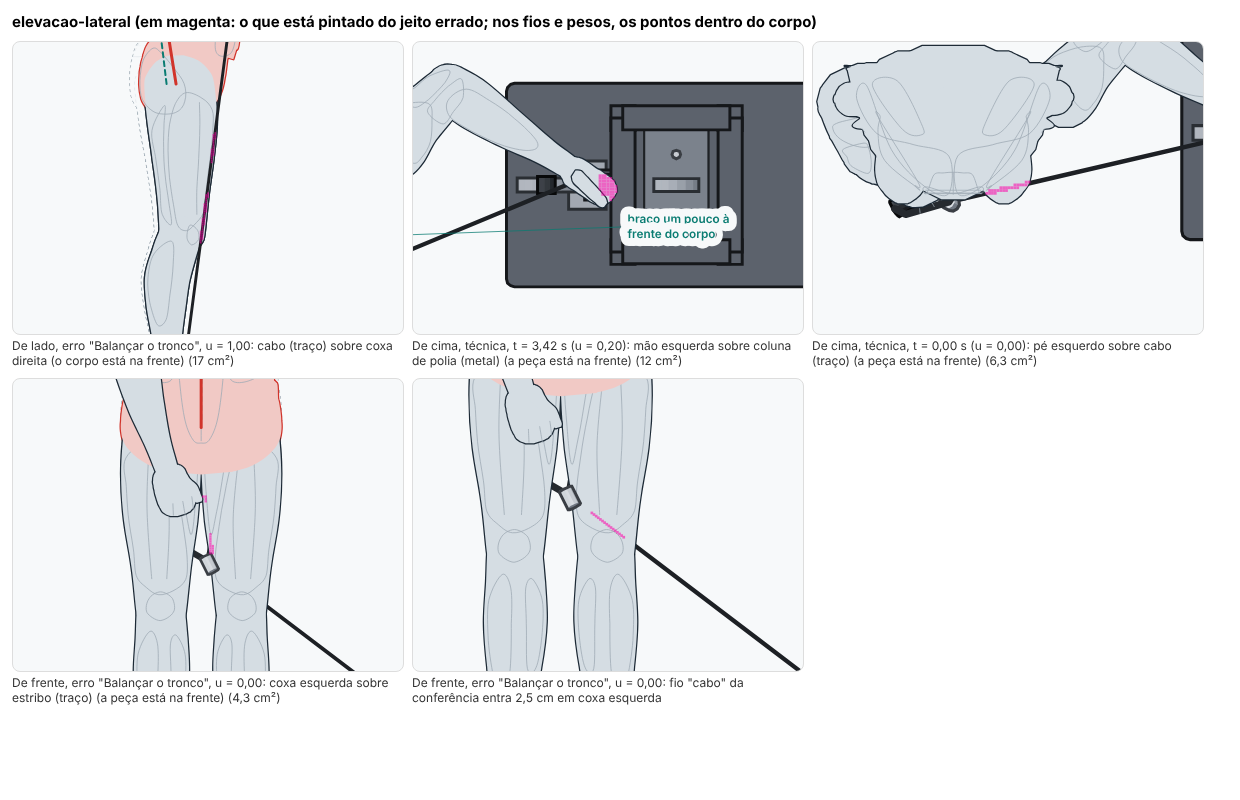 elevacao-lateral (em magenta: o que está pintado do jeito errado; nos fios e pesos, os pontos dentro do corpo)
braço um pouco à
frente do corpo
De lado, erro "Balançar o tronco", u = 1,00: cabo (traço) sobre coxa
direita (o corpo está na frente) (17 cm²)
De cima, técnica, t = 3,42 s (u = 0,20): mão esquerda sobre coluna
de polia (metal) (a peça está na frente) (12 cm²)
De cima, técnica, t = 0,00 s (u = 0,00): pé esquerdo sobre cabo
(traço) (a peça está na frente) (6,3 cm²)
De frente, erro "Balançar o tronco", u = 0,00: coxa esquerda sobre
estribo (traço) (a peça está na frente) (4,3 cm²)
De frente, erro "Balançar o tronco", u = 0,00: fio "cabo" da
conferência entra 2,5 cm em coxa esquerda